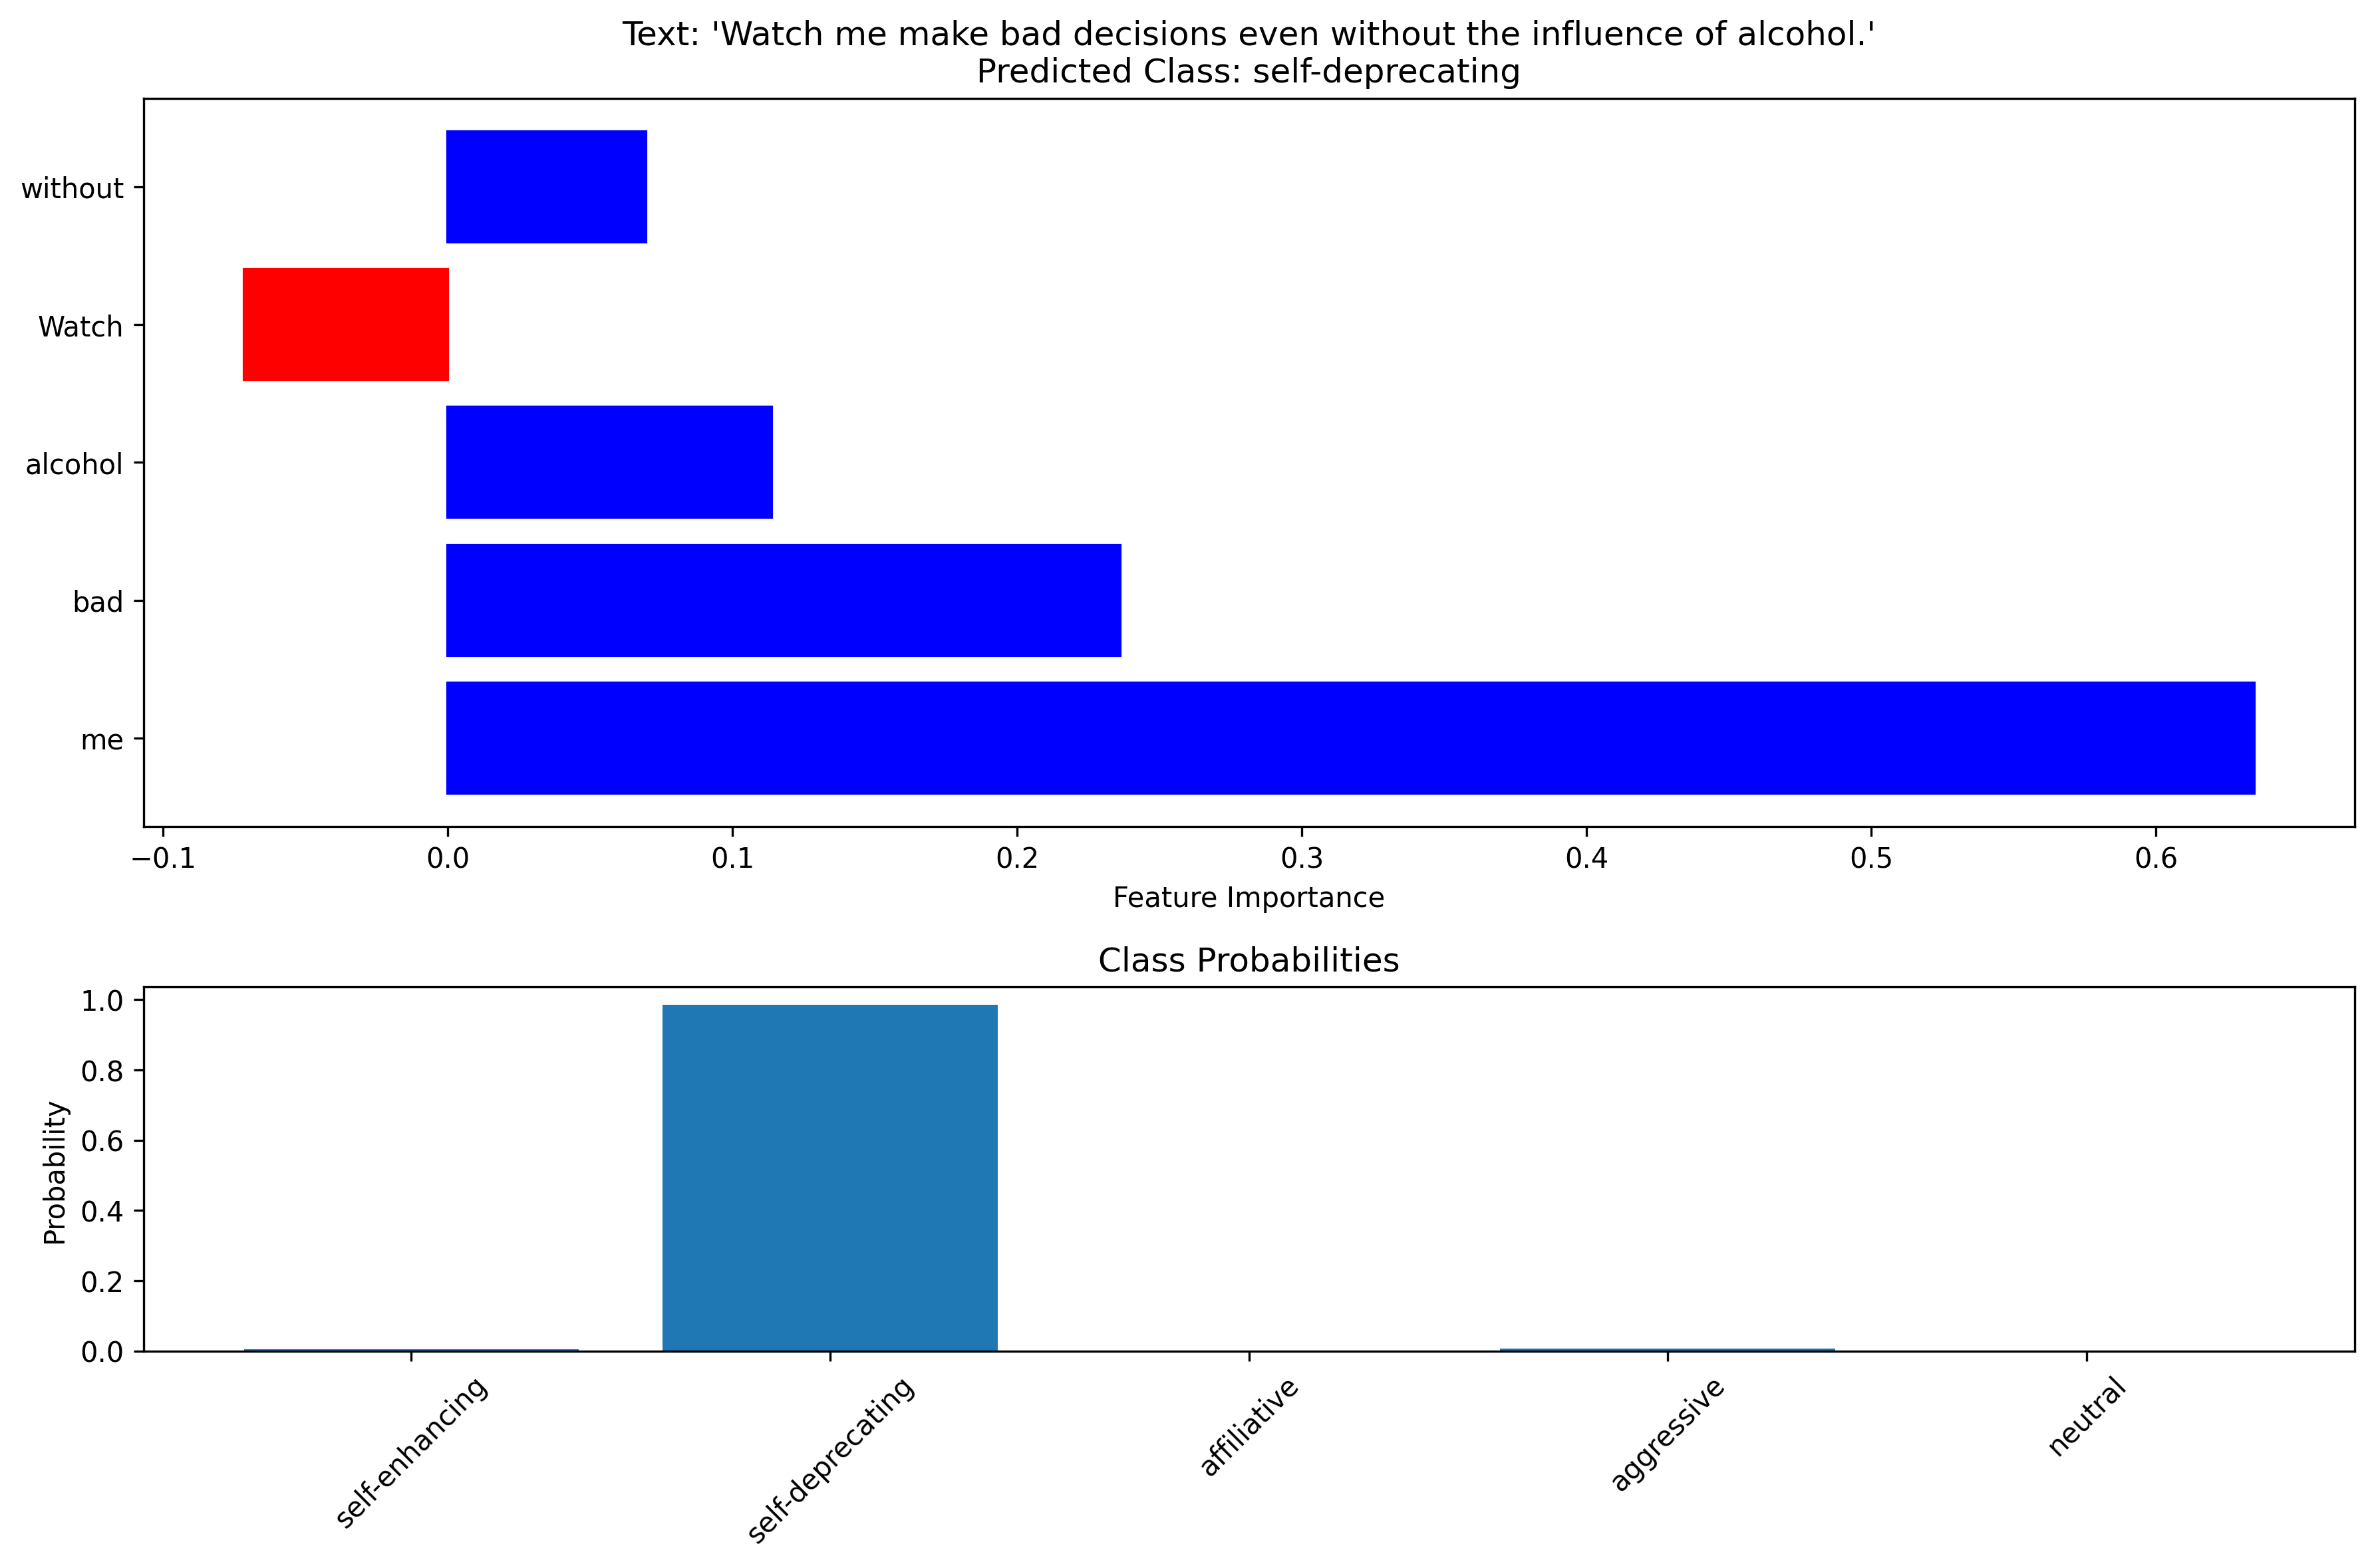 Text: 'Watch me make bad decisions even without the influence of alcohol.'
Predicted Class: self-deprecating
without
Watch
alcohol
bad
me
−0.1 0.0 0.1 0.2 0.3 0.4 0.5 0.6
Feature Importance
Class Probabilities
Probability
1.0
0.8
0.6
0.4
0.2
0.0
self-enhancing self-deprecating affiliative aggressive neutral